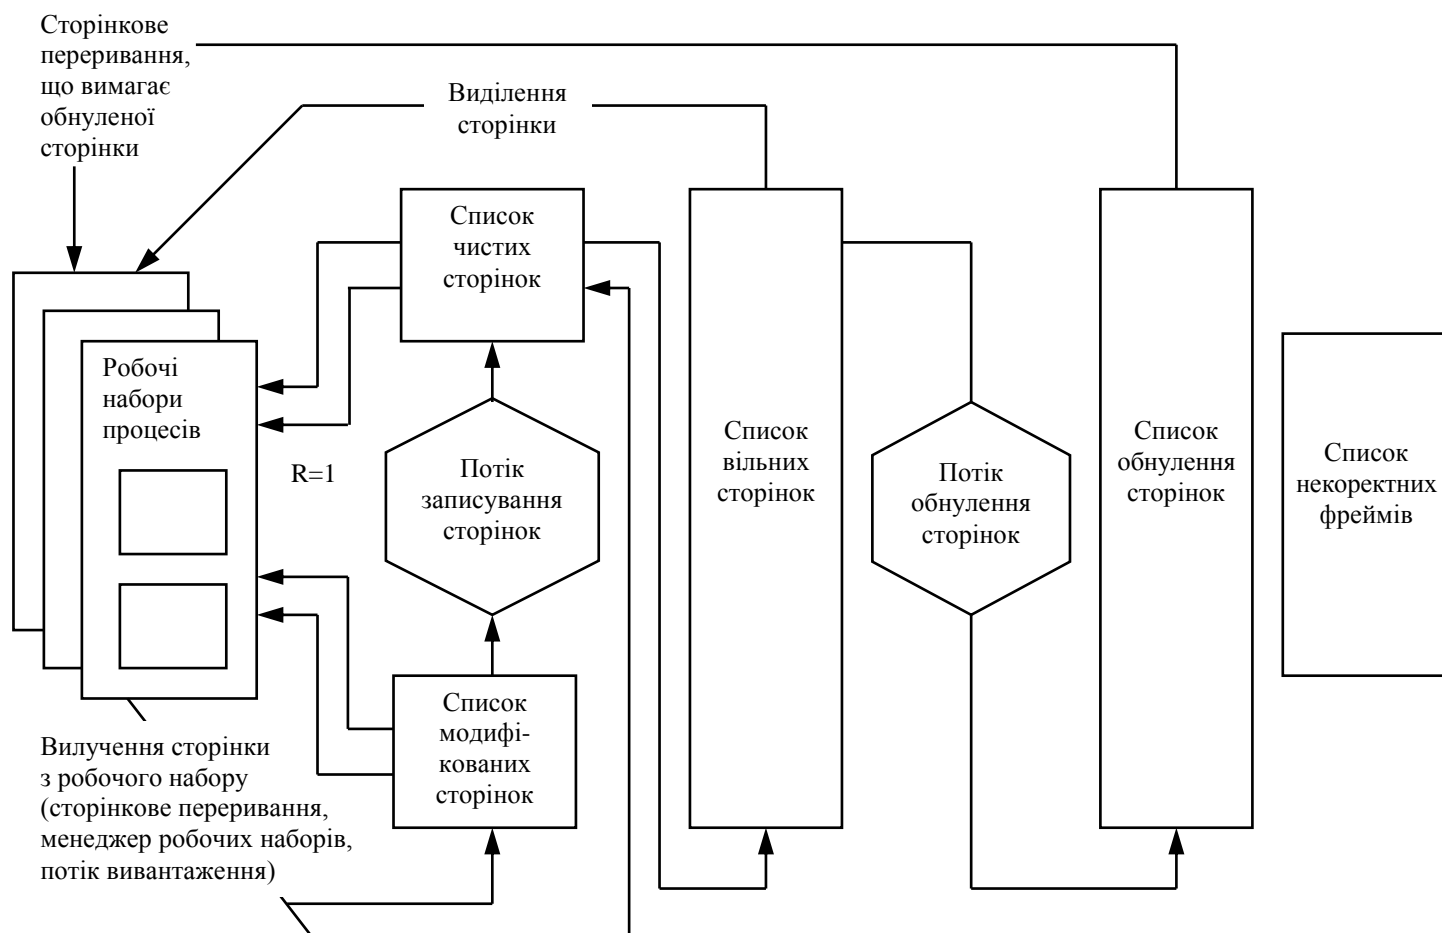 Сторінкове
переривання,
що вимагає
обнуленої
сторінки
Виділення
сторінки
Список
чистих
сторінок
Робочі
набори
процесів
R=1
Потік
записування
сторінок
Список
вільних
сторінок
Потік
обнулення
сторінок
Список
обнулення
сторінок
Список
некоректних
фреймів
Список
модифі-
кованих
сторінок
Вилучення сторінки
з робочого набору
(сторінкове переривання,
менеджер робочих наборів,
потік вивантаження)